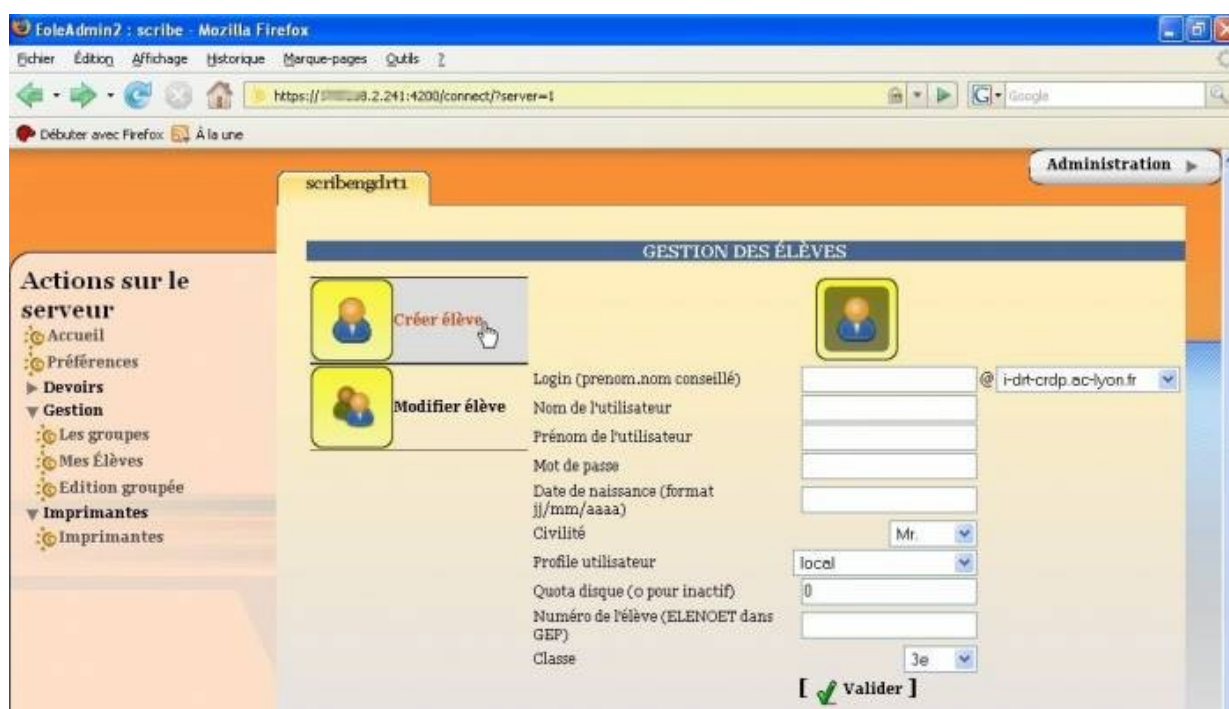 EoleAdmin2 : scribe - Mozilla Firefox
Fichier Édition Affichage Historique Marque-pages Outils ?
https:// 8.2.241:4200/connect/?server=1
G Google
Débuter avec Firefox À la une
Administration
scribengdrt1
GESTION DES ÉLÈVES
Actions sur le
serveur
Accueil
Préférences
Devoirs
Gestion
Les groupes
Mes Élèves
Edition groupée
Imprimantes
Imprimantes
Créer élève
Modifier élève
Login (prenom.nom conseillé) @ i-drt-crdp.ac-lyon.fr
Nom de l'utilisateur
Prénom de l'utilisateur
Mot de passe
Date de naissance (format
jj/mm/aaaa)
Civilité Mr.
Profile utilisateur local
Quota disque (0 pour inactif) 0
Numéro de l'élève (ELENOET dans
GEP)
Classe 3e
[ Valider ]